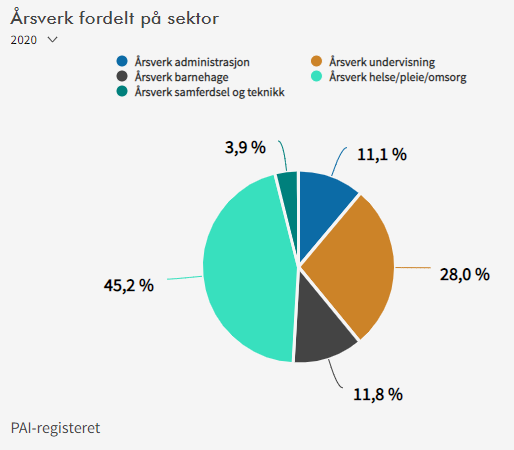 Årsverk fordelt på sektor
2020
Årsverk administrasjon
Årsverk undervisning
Årsverk barnehage
Årsverk helse/pleie/omsorg
Årsverk samferdsel og teknikk
3,9 %
11,1 %
45,2 %
28,0 %
11,8 %
PAI-registeret